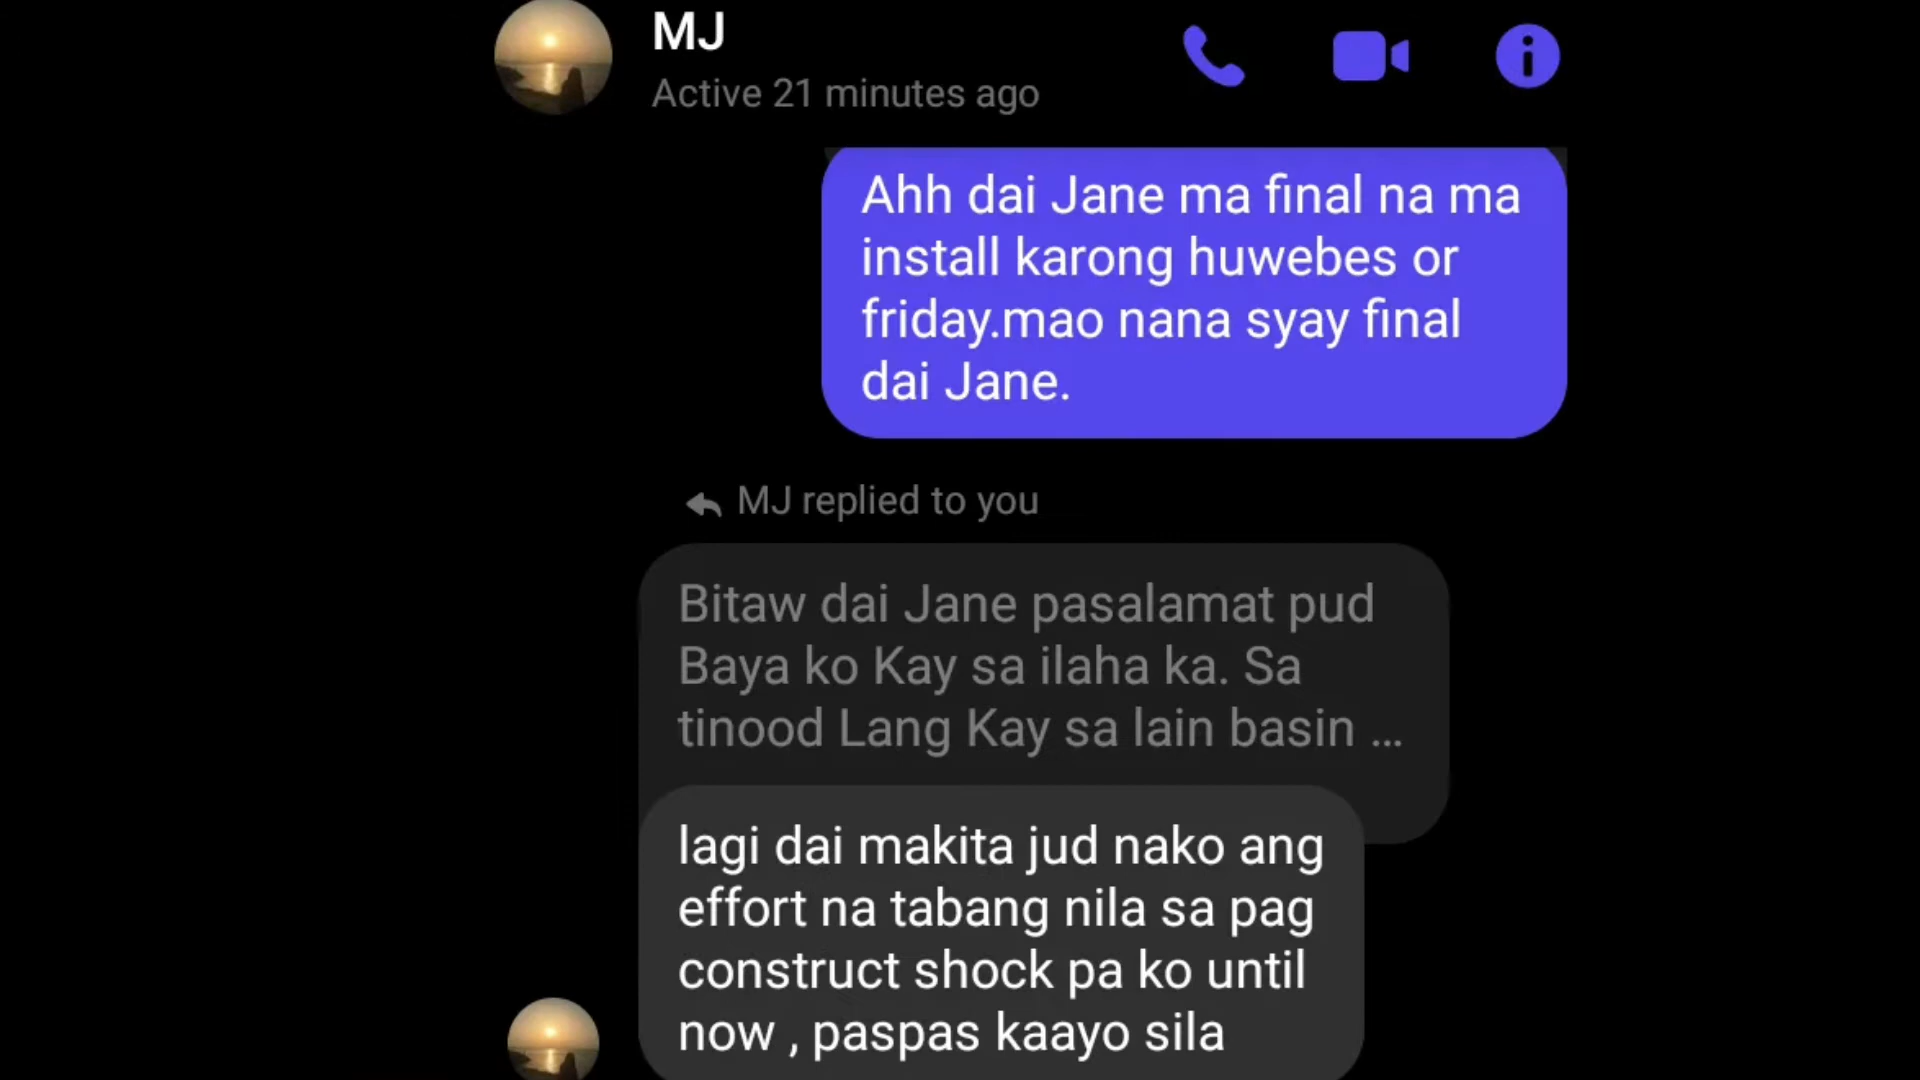 MJ
Active 21 minutes ago
Ahh dai Jane ma final na ma
install karong huwebes or
friday.mao nana syay final
dai Jane.
MJ replied to you
Bitaw dai Jane pasalamat pud
Baya ko Kay sa ilaha ka. Sa
tinood Lang Kay sa lain basin ...
lagi dai makita jud nako ang
effort na tabang nila sa pag
construct shock pa ko until
now , paspas kaayo sila